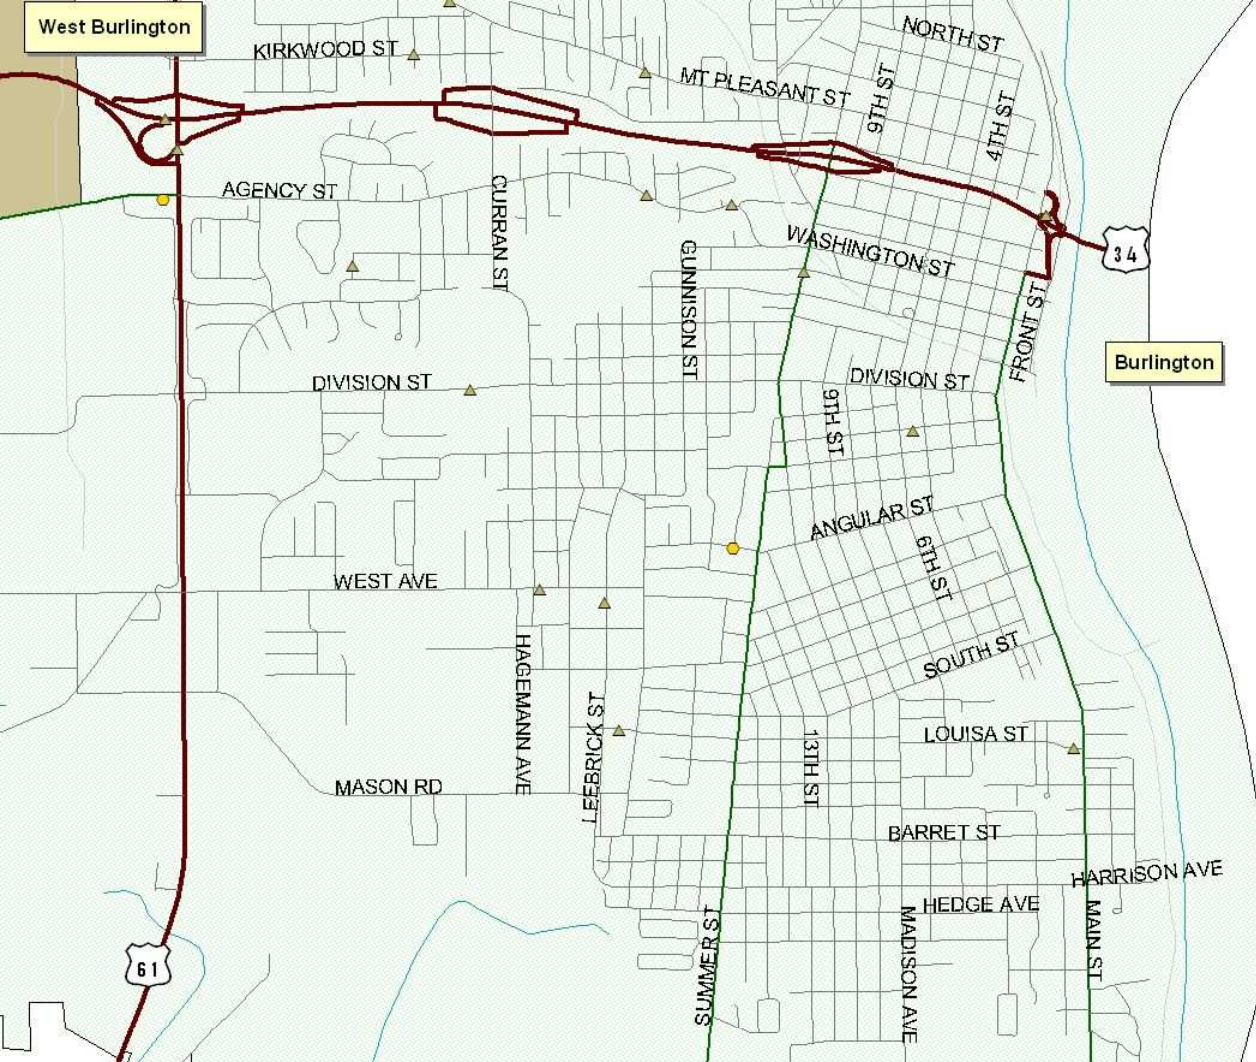 West Burlington
NORTH ST
KIRKWOOD ST
MT PLEASANT ST
9TH ST
4TH ST
AGENCY ST
CURRAN ST
WASHINGTON ST
34
GUNNISON ST
FRONT ST
Burlington
DIVISION ST
DIVISION ST
9TH ST
ANGULAR ST
6TH ST
WEST AVE
HAGEMANN AVE
SOUTH ST
LEEBRICK ST
LOUISA ST
13TH ST
MASON RD
BARRET ST
HARRISON AVE
HEDGE AVE
SUMMER ST
MADISON AVE
MAIN ST
61